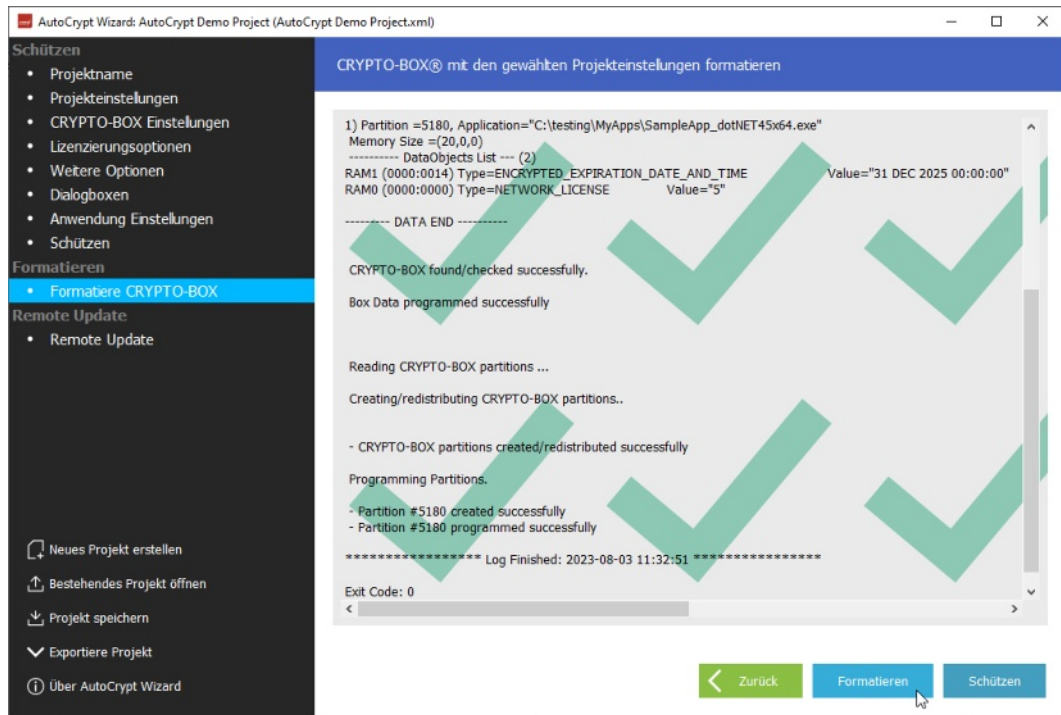 AutoCrypt Wizard: AutoCrypt Demo Project (AutoCrypt Demo Project.xml)
Schützen
• Projektname
• Projekteinstellungen
• CRYPTO-BOX Einstellungen
• Lizenzierungsoptionen
• Weitere Optionen
• Dialogboxen
• Anwendung Einstellungen
• Schützen
Formatieren
• Formatiere CRYPTO-BOX
Remote Update
• Remote Update
Neues Projekt erstellen
Bestehendes Projekt öffnen
Projekt speichern
Exportiere Projekt
Über AutoCrypt Wizard
CRYPTO-BOX® mit den gewählten Projekteinstellungen formatieren
1) Partition =5180, Application="C:\testing\MyApps\SampleApp_dotNET45x64.exe"
Memory Size =(20,0,0)
---------- DataObjects List --- (2)
RAM1 (0000:0014) Type=ENCRYPTED_EXPIRATION_DATE_AND_TIME Value="31 DEC 2025 00:00:00"
RAM0 (0000:0000) Type=NETWORK_LICENSE Value="5"
--------- DATA END ----------
CRYPTO-BOX found/checked successfully.
Box Data programmed successfully
Reading CRYPTO-BOX partitions ...
Creating/redistributing CRYPTO-BOX partitions..
- CRYPTO-BOX partitions created/redistributed successfully
Programming Partitions.
- Partition #5180 created successfully
- Partition #5180 programmed successfully
***************** Log Finished: 2023-08-03 11:32:51 ****************
Exit Code: 0
Zurück
Formatieren
Schützen